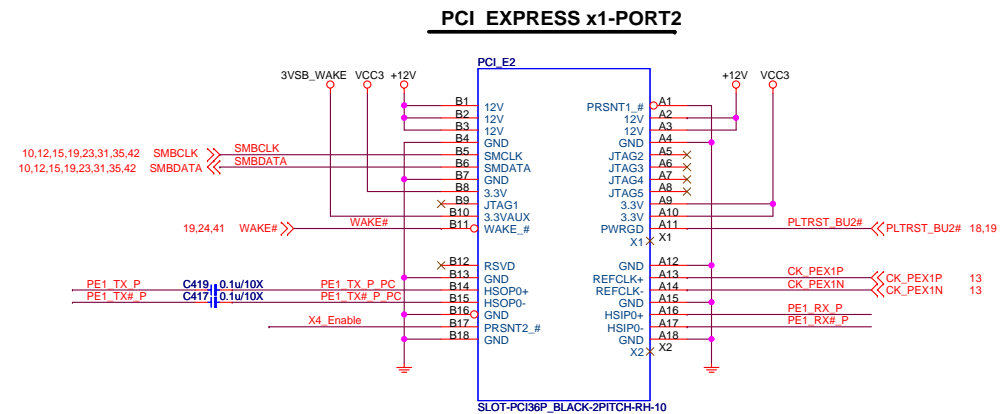 PCI EXPRESS x1-PORT2
PCI_E2
3VSB_WAKE VCC3 +12V
+12V VCC3
B1 12V PRSNT1_# A1
B2 12V 12V A2
B3 12V 12V A3
B4 GND GND A4
10,12,15,19,23,31,35,42 SMBCLK SMBCLK B5 SMCLK JTAG2 A5
10,12,15,19,23,31,35,42 SMBDATA SMBDATA B6 SMDATA JTAG3 A6
B7 GND JTAG4 A7
B8 3.3V JTAG5 A8
B9 JTAG1 3.3V A9
B10 3.3VAUX 3.3V A10
19,24,41 WAKE# WAKE# B11 WAKE_# PWRGD A11 PLTRST_BU2# PLTRST_BU2# 18,19
X1 X1
B12 RSVD GND A12
B13 GND REFCLK+ A13 CK_PEX1P CK_PEX1P 13
PE1_TX_P C419 0.1u/10X PE1_TX_P_PC B14 HSOP0+ REFCLK- A14 CK_PEX1N CK_PEX1N 13
PE1_TX#_P C417 0.1u/10X PE1_TX#_P_PC B15 HSOP0- GND A15
B16 GND HSIP0+ A16 PE1_RX_P
X4_Enable B17 PRSNT2_# HSIP0- A17 PE1_RX#_P
B18 GND GND A18
X2 X2
SLOT-PCI36P_BLACK-2PITCH-RH-10